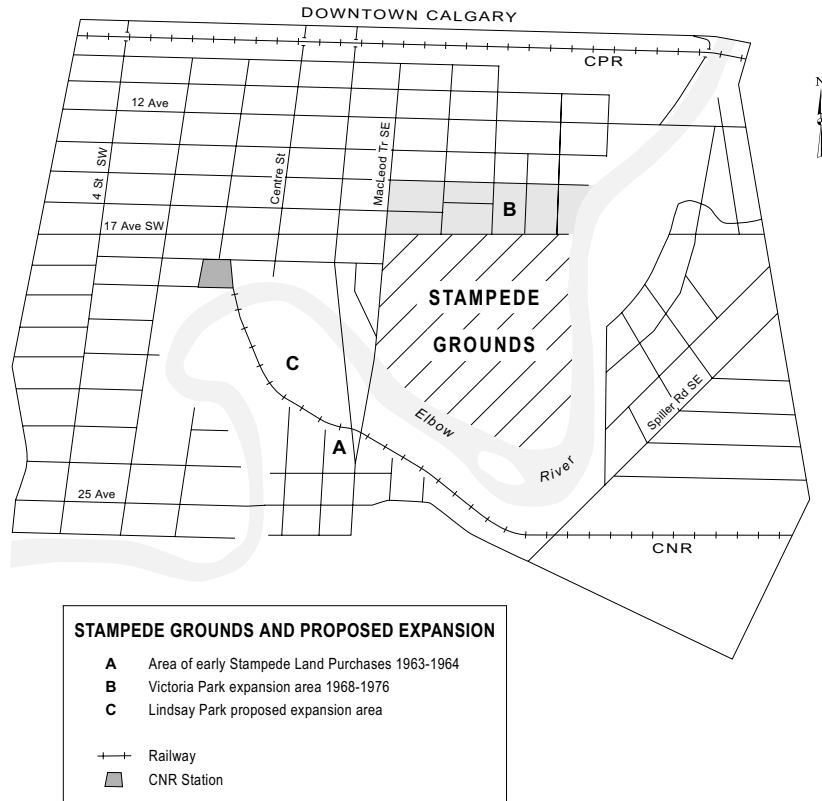 DOWNTOWN CALGARY
CPR
N
12 Ave
4 St SW
Centre St
MacLeod Tr SE
B
17 Ave SW
STAMPEDE
GROUNDS
C
Elbow
River
Spiller Rd SE
A
25 Ave
CNR
STAMPEDE GROUNDS AND PROPOSED EXPANSION
A Area of early Stampede Land Purchases 1963-1964
B Victoria Park expansion area 1968-1976
C Lindsay Park proposed expansion area
Railway
CNR Station